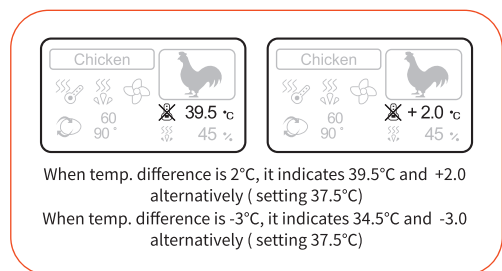 Chicken
39.5 °C
60
90 °
45 %
Chicken
+ 2.0 °C
60
90 °
45 %
When temp. difference is 2°C, it indicates 39.5°C and +2.0
alternatively ( setting 37.5°C)
When temp. difference is -3°C, it indicates 34.5°C and -3.0
alternatively ( setting 37.5°C)